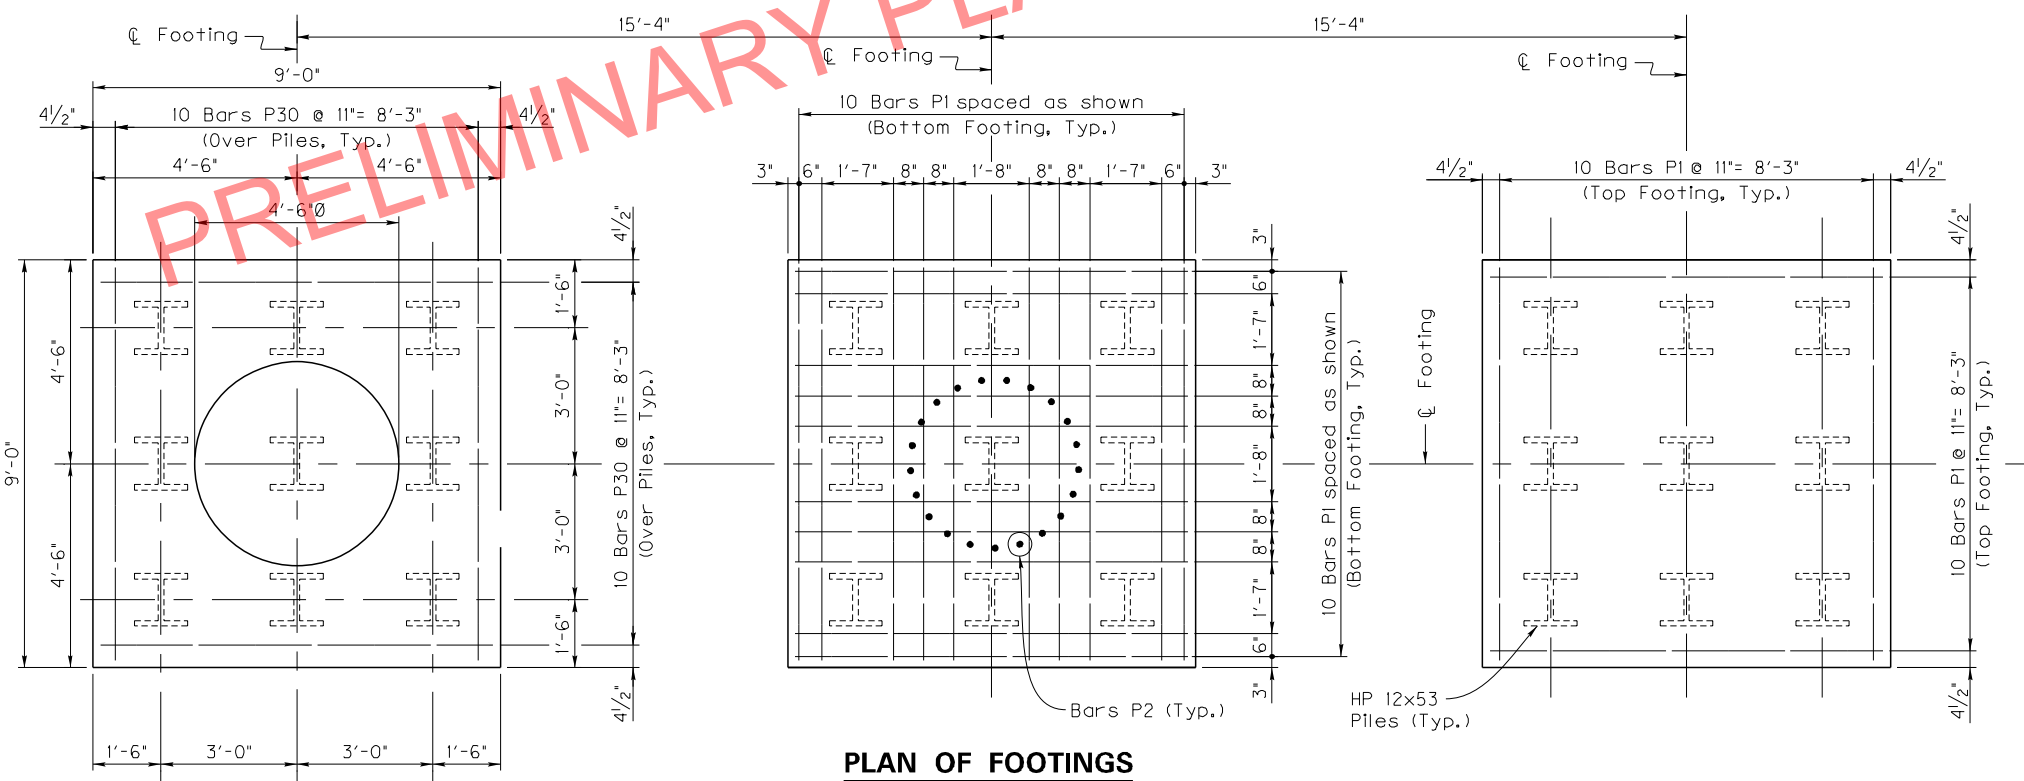 15'-4"
15'-4"
℄ Footing
℄ Footing
℄ Footing
PRELIMINARY
9'-0"
4½"
10 Bars P30 @ 11"= 8'-3"
4½"
(Over Piles, Typ.)
4'-6"
4'-6"
4'-6"Ø
10 Bars P1 spaced as shown
(Bottom Footing, Typ.)
3"
6"
1'-7"
8"
8"
1'-8"
8"
8"
1'-7"
6"
3"
4½"
10 Bars P1 @ 11"= 8'-3"
4½"
(Top Footing, Typ.)
9'-0"
4'-6"
4'-6"
4½"
1'-6"
3'-0"
3'-0"
1'-6"
4½"
10 Bars P30 @ 11"= 8'-3"
(Over Piles, Typ.)
3"
6"
1'-7"
8"
8"
1'-8"
8"
8"
1'-7"
6"
3"
10 Bars P1 spaced as shown
(Bottom Footing, Typ.)
℄ Footing
4½"
10 Bars P1 @ 11"= 8'-3"
(Top Footing, Typ.)
4½"
Bars P2 (Typ.)
HP 12x53
Piles (Typ.)
1'-6"
3'-0"
3'-0"
1'-6"
PLAN OF FOOTINGS